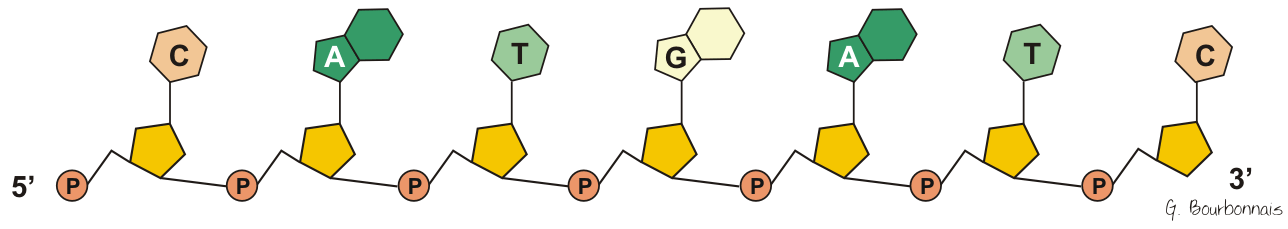 C A T G A T C
5’ P P P P P P P 3’
G. Bourbonnais